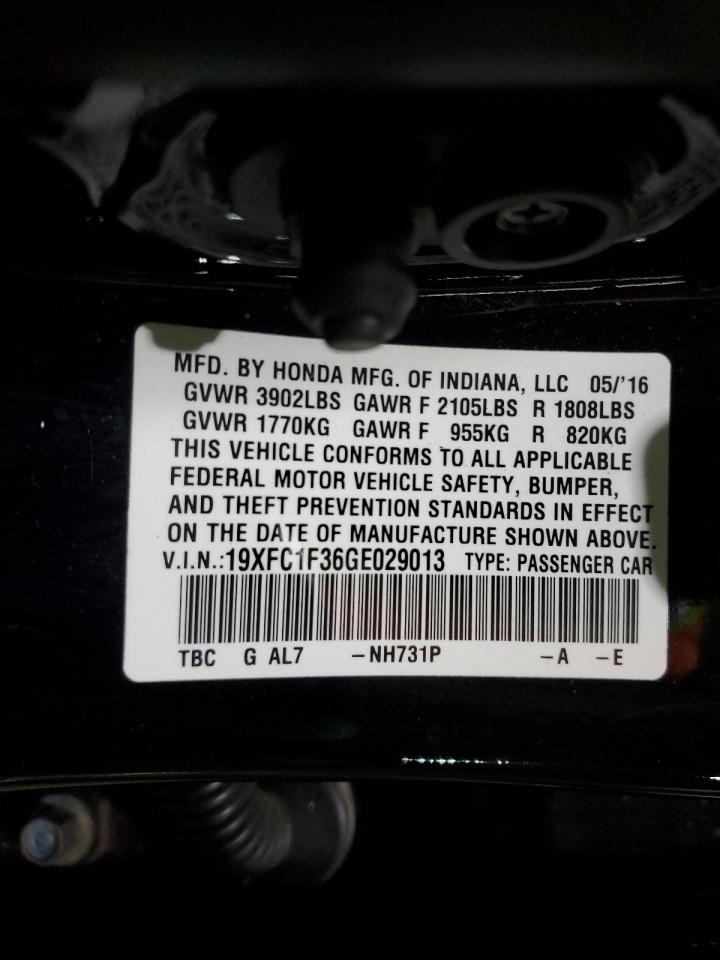 MFD. BY HONDA MFG. OF INDIANA, LLC 05/'16
GVWR 3902LBS GAWR F 2105LBS R 1808LBS
GVWR 1770KG GAWR F 955KG R 820KG
THIS VEHICLE CONFORMS TO ALL APPLICABLE
FEDERAL MOTOR VEHICLE SAFETY, BUMPER,
AND THEFT PREVENTION STANDARDS IN EFFECT
ON THE DATE OF MANUFACTURE SHOWN ABOVE.
V.I.N.:19XFC1F36GE029013 TYPE: PASSENGER CAR
TBC G AL7 –NH731P –A –E